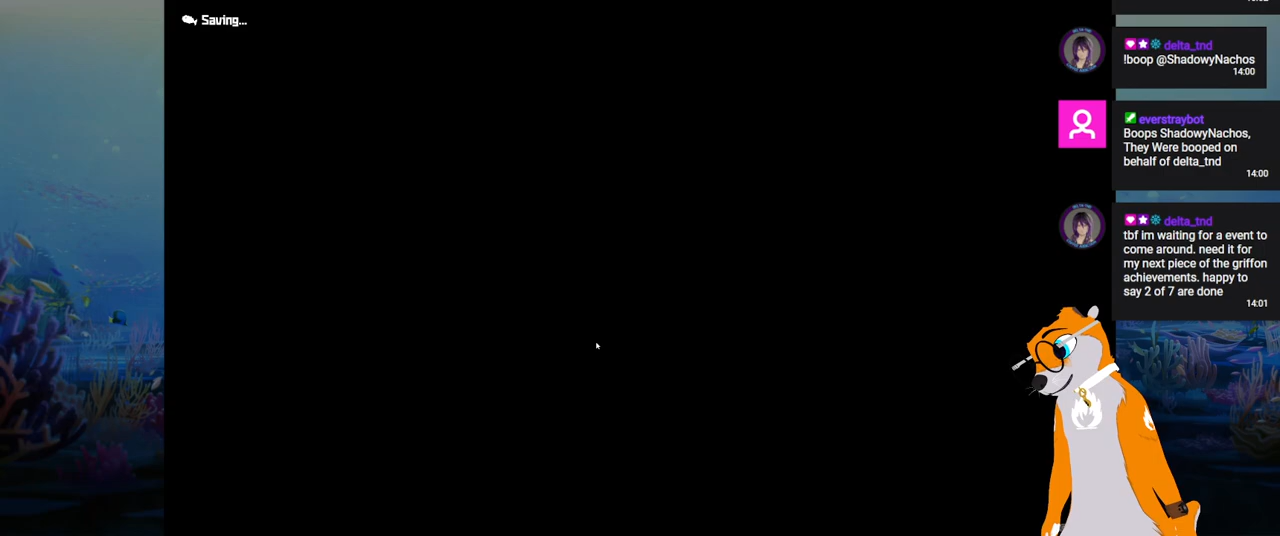 Saving...
delta_tnd
!boop @ShadowyNachos
14:00
everstraybot
Boops ShadowyNachos,
They Were booped on
behalf of delta_tnd
14:00
delta_tnd
tbf im waiting for a event to
come around. need it for
my next piece of the griffon
achievements. happy to
say 2 of 7 are done
14:01